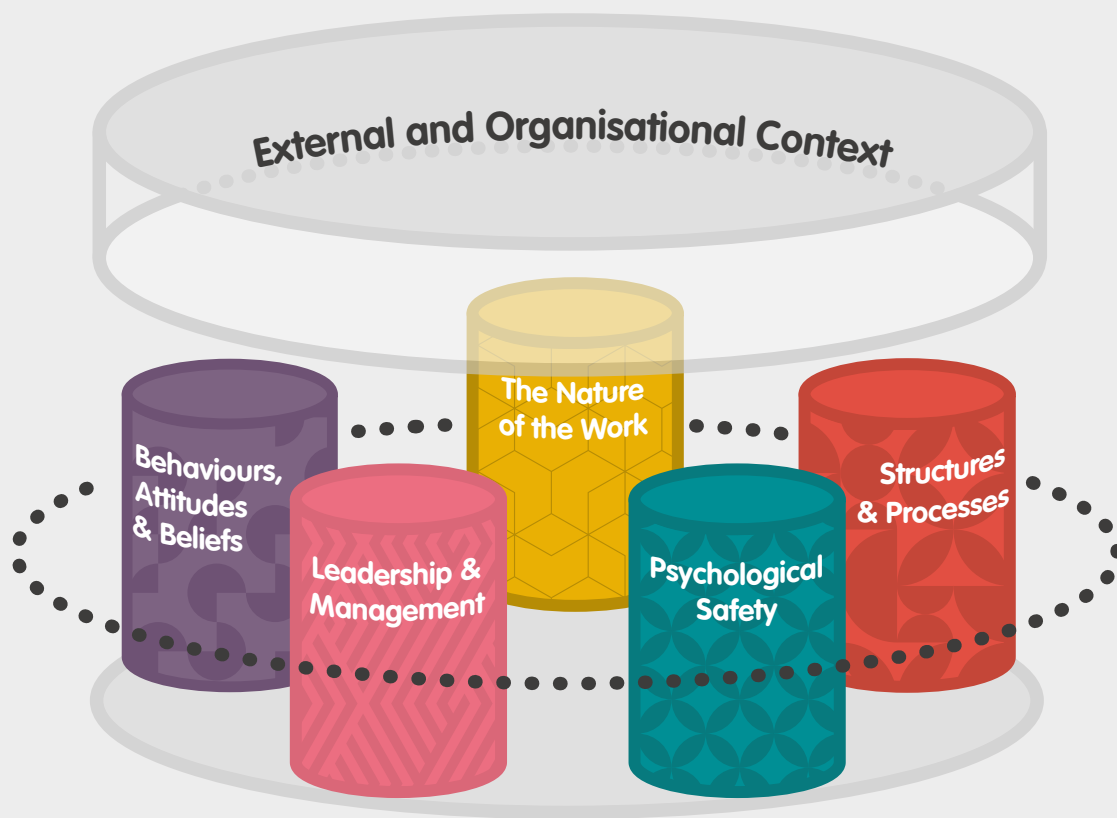 External and Organisational Context
The Nature
of the Work
Behaviours,
Attitudes
& Beliefs
Structures
& Processes
Leadership &
Management
Psychological
Safety